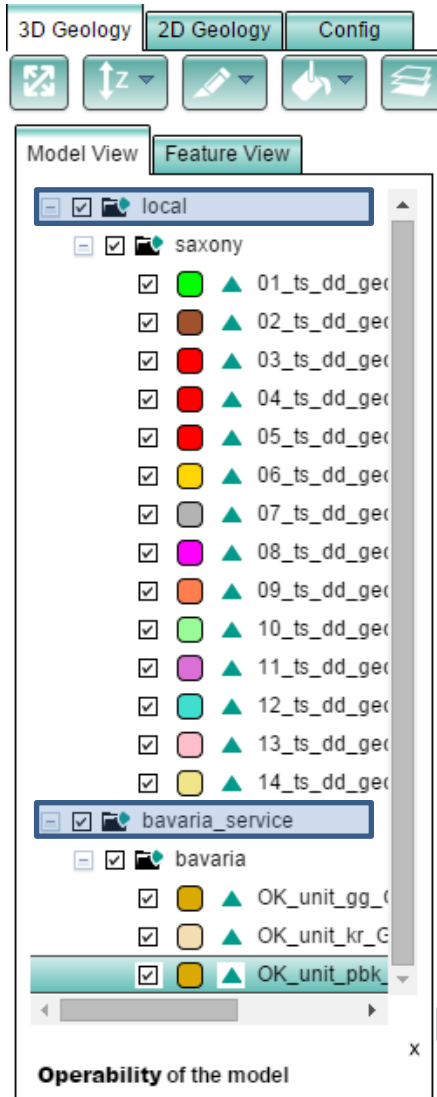 3D Geology 2D Geology Config
Z
Model View Feature View
local
saxony
01_ts_dd_geo
02_ts_dd_geo
03_ts_dd_geo
04_ts_dd_geo
05_ts_dd_geo
06_ts_dd_geo
07_ts_dd_geo
08_ts_dd_geo
09_ts_dd_geo
10_ts_dd_geo
11_ts_dd_geo
12_ts_dd_geo
13_ts_dd_geo
14_ts_dd_geo
bavaria_service
bavaria
OK_unit_gg_
OK_unit_kr_G
OK_unit_pbk_
x
Operability of the model